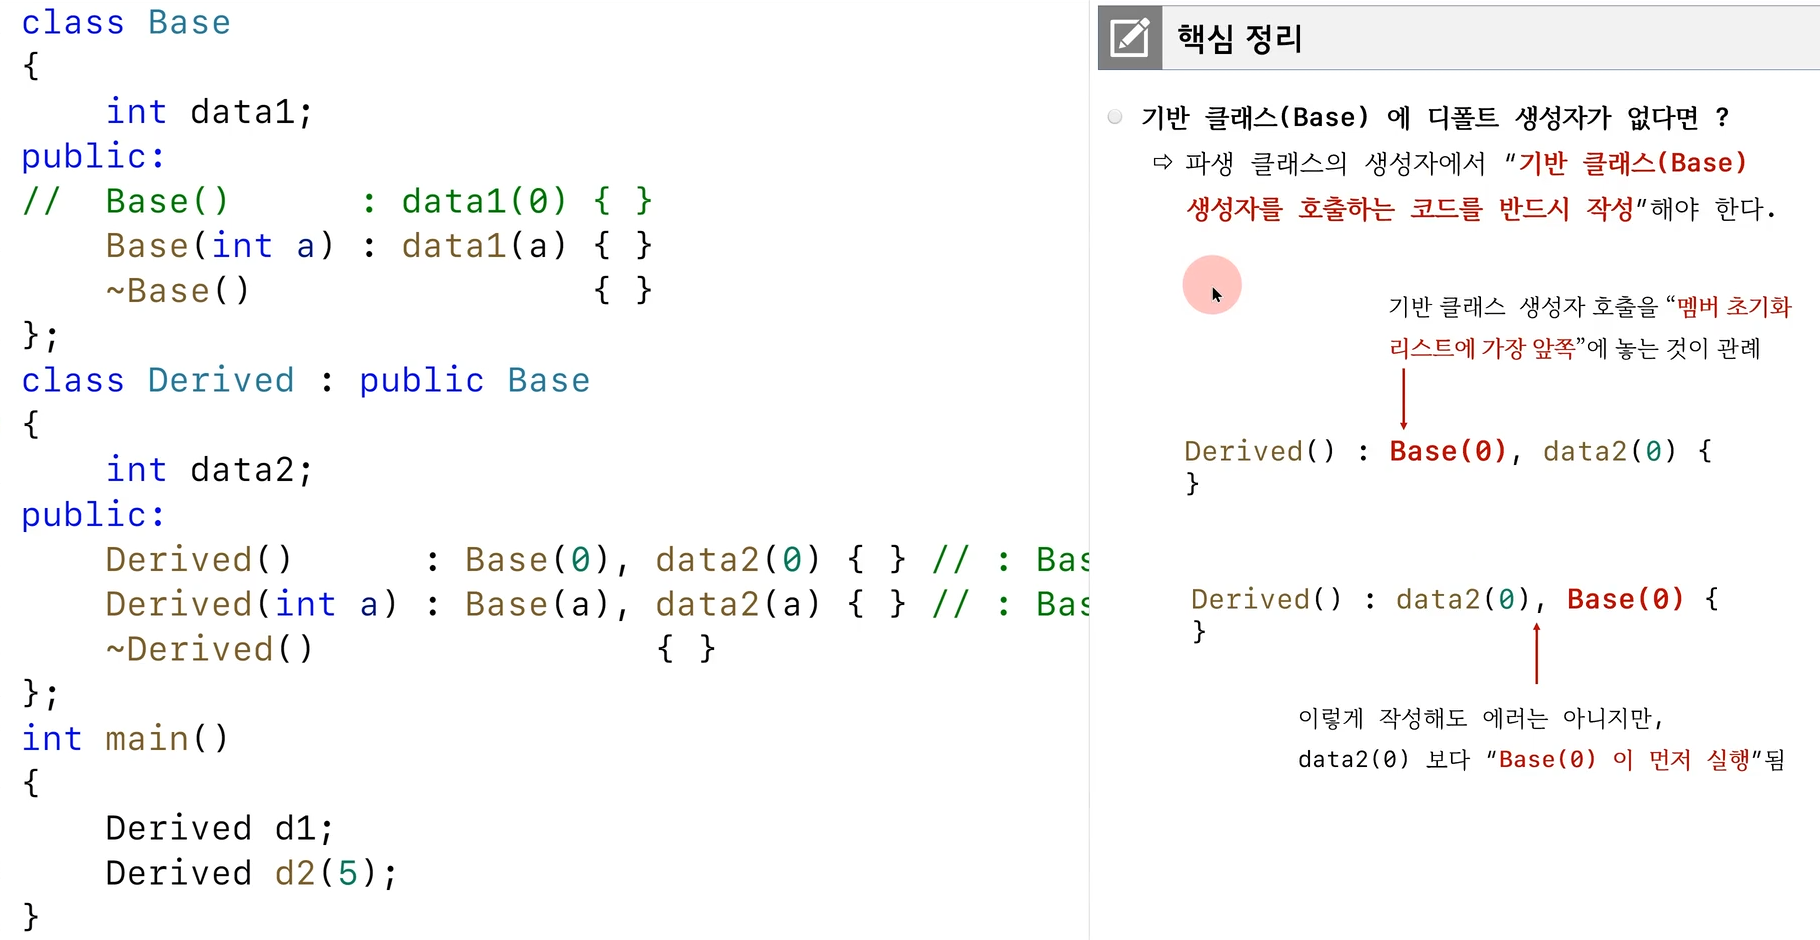 class Base
{
    int data1;
public:
//  Base()      : data1(0) { }
    Base(int a) : data1(a) { }
    ~Base()                { }
};
class Derived : public Base
{
    int data2;
public:
    Derived()      : Base(0), data2(0) { } // : Bas
    Derived(int a) : Base(a), data2(a) { } // : Bas
    ~Derived()                { }
};
int main()
{
    Derived d1;
    Derived d2(5);
}
핵심 정리
기반 클래스(Base) 에 디폴트 생성자가 없다면 ?
⇨ 파생 클래스의 생성자에서 "기반 클래스(Base)
생성자를 호출하는 코드를 반드시 작성"해야 한다.
기반 클래스 생성자 호출을 “멤버 초기화
리스트에 가장 앞쪽”에 놓는 것이 관례
Derived() : Base(0), data2(0) {
}
Derived() : data2(0), Base(0) {
}
이렇게 작성해도 에러는 아니지만,
data2(0) 보다 "Base(0) 이 먼저 실행"됨